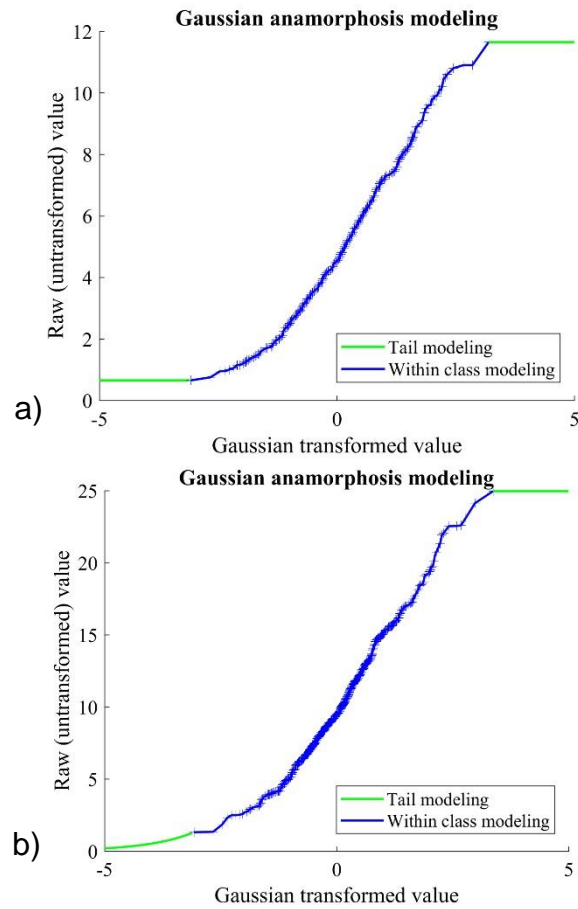 Gaussian anamorphosis modeling
12
10
8
6
4
2
0
Raw (untransformed) value
Tail modeling
Within class modeling
-5
0
5
Gaussian transformed value
a)
Gaussian anamorphosis modeling
25
20
15
10
5
0
Raw (untransformed) value
Tail modeling
Within class modeling
-5
0
5
Gaussian transformed value
b)